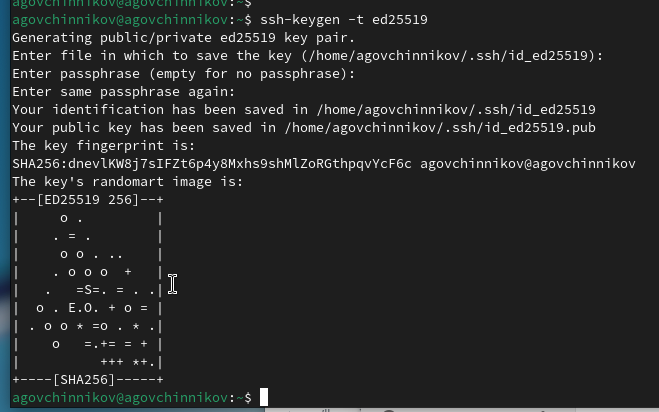 agovchinnikov@agovchinnikov:~$
agovchinnikov@agovchinnikov:~$ ssh-keygen -t ed25519
Generating public/private ed25519 key pair.
Enter file in which to save the key (/home/agovchinnikov/.ssh/id_ed25519):
Enter passphrase (empty for no passphrase):
Enter same passphrase again:
Your identification has been saved in /home/agovchinnikov/.ssh/id_ed25519
Your public key has been saved in /home/agovchinnikov/.ssh/id_ed25519.pub
The key fingerprint is:
SHA256:dnevlKW8j7sIFZt6p4y8Mxhs9shMlZoRGthpqvYcF6c agovchinnikov@agovchinnikov
The key's randomart image is:
+--[ED25519 256]--+
|     o .         |
|    . = .        |
|     o o . ..    |
|    . o o o  +   |
|   .   =S=. = . .|
|  o . E.O. + o = |
| . o o * =o . * .|
|    o   =.+= = + |
|         +++ **.|
+----[SHA256]-----+
agovchinnikov@agovchinnikov:~$